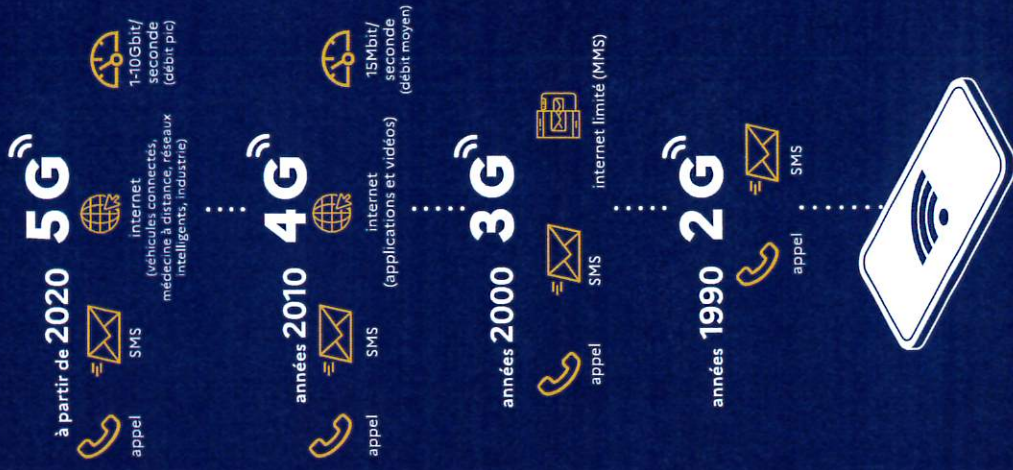 à partir de 2020 5G
appel
SMS
internet
(véhicules connectés,
médecine à distance, réseaux
intelligents, industrie)
1-10Gbit/
seconde
(débit pic)
années 2010 4G
appel
SMS
internet
(applications et vidéos)
15Mbit/
seconde
(débit moyen)
années 2000 3G
appel
SMS
internet limité (MMS)
années 1990 2G
appel
SMS